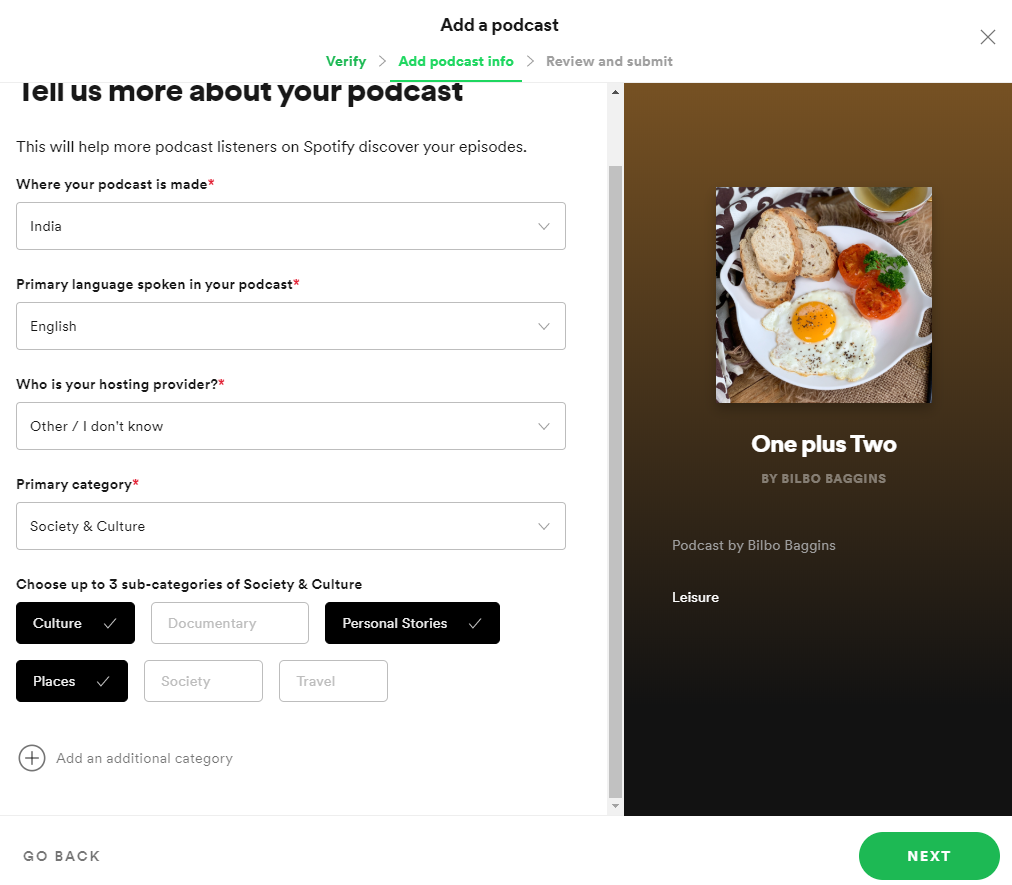 Add a podcast
Verify > Add podcast info > Review and submit
Tell us more about your podcast
This will help more podcast listeners on Spotify discover your episodes.
Where your podcast is made*
India
Primary language spoken in your podcast*
English
Who is your hosting provider?*
Other / I don't know
Primary category*
Society & Culture
Choose up to 3 sub-categories of Society & Culture
Culture Documentary Personal Stories
Places Society Travel
Add an additional category
One plus Two
BY BILBO BAGGINS
Podcast by Bilbo Baggins
Leisure
GO BACK
NEXT